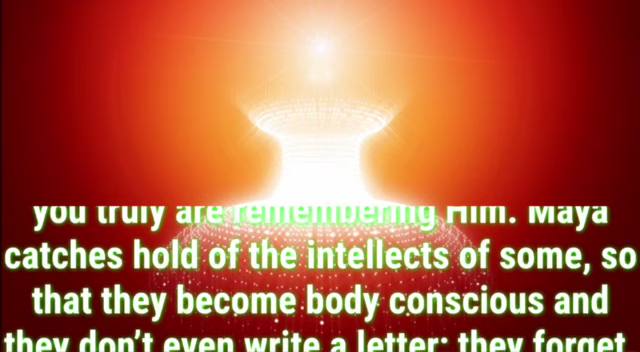 you truly are remembering Him. Maya
catches hold of the intellects of some, so
that they become body conscious and
they don't even write a letter; they forget